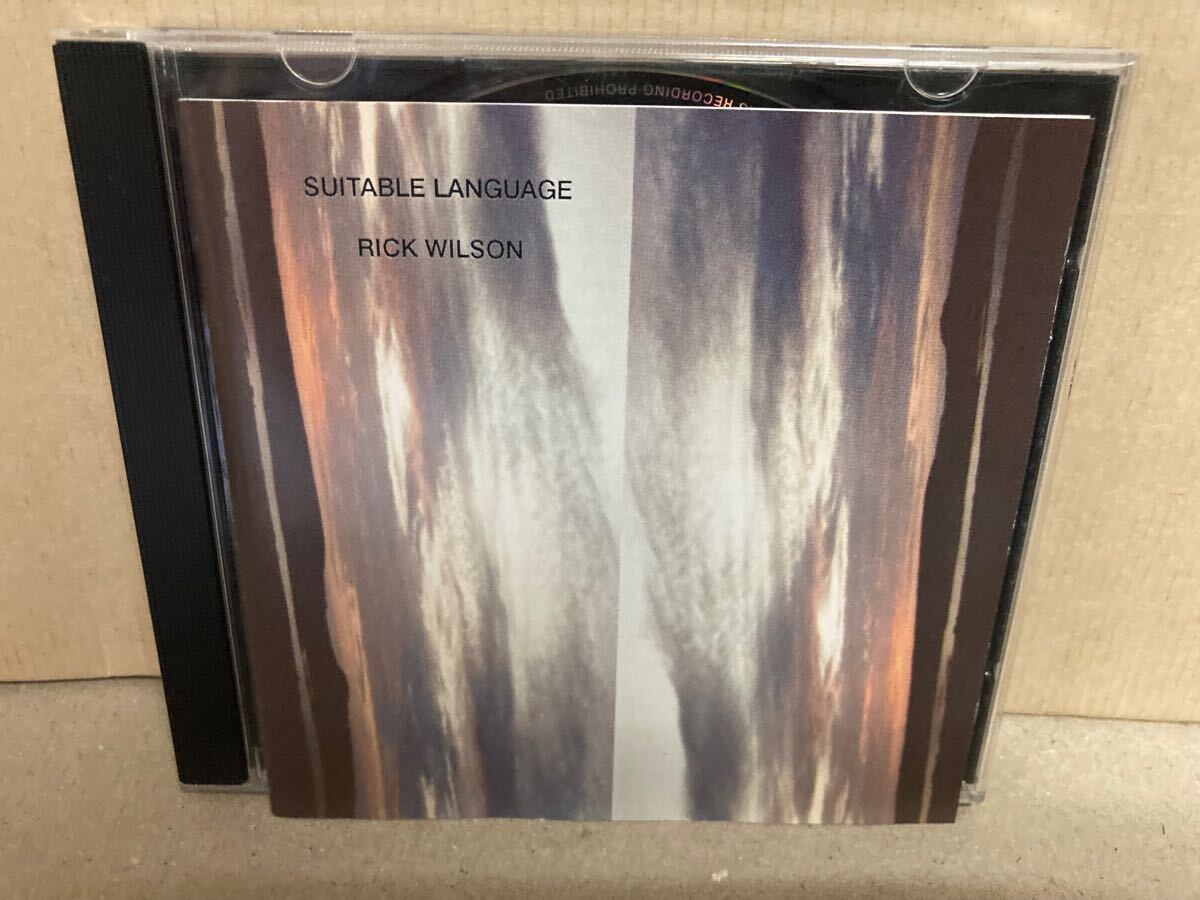 SUITABLE LANGUAGE
RICK WILSON
RECORDING PROHIBITED